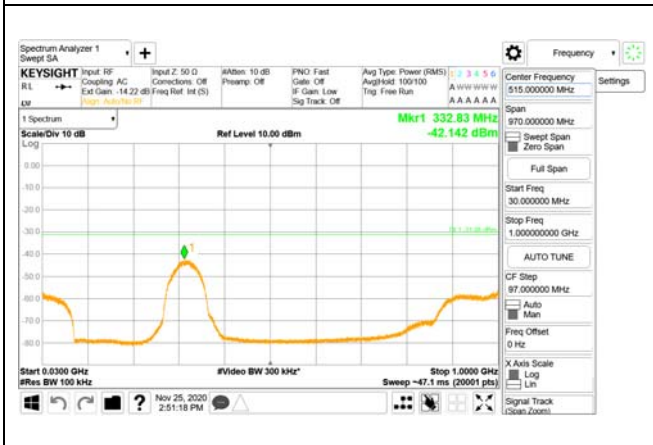 Spectrum Analyzer 1
Swept SA
+
Frequency
KEYSIGHT
Input: RF
Input Z: 50 Ω
#Atten: 10 dB
PNO: Fast
Avg Type: Power (RMS)
1 2 3 4 5 6
RL
Coupling: AC
Corrections: Off
Preamp: Off
Gate: Off
Avg|Hold: 100/100
A W W W W W
Ext Gain: -14.22 dB
Freq Ref: Int (S)
IF Gain: Low
Trig: Free Run
Align: Auto/No RF
Sig Track: Off
A A A A A A
Center Frequency
515.000000 MHz
Settings
Span
970.000000 MHz
Swept Span
Zero Span
Full Span
Start Freq
30.000000 MHz
Stop Freq
1.000000000 GHz
AUTO TUNE
CF Step
97.000000 MHz
Auto
Man
Freq Offset
0 Hz
X Axis Scale
Log
Lin
Signal Track
(Span Zoom)
1 Spectrum
Mkr1 332.83 MHz
Scale/Div 10 dB
Ref Level 10.00 dBm
-42.142 dBm
Log
0.00
-10.0
-20.0
-30.0
-40.0
1
-50.0
-60.0
-70.0
-80.0
Start 0.0300 GHz
#Video BW 300 kHz*
Stop 1.0000 GHz
#Res BW 100 kHz
Sweep ~47.1 ms (20001 pts)
?
Nov 25, 2020
2:51:18 PM